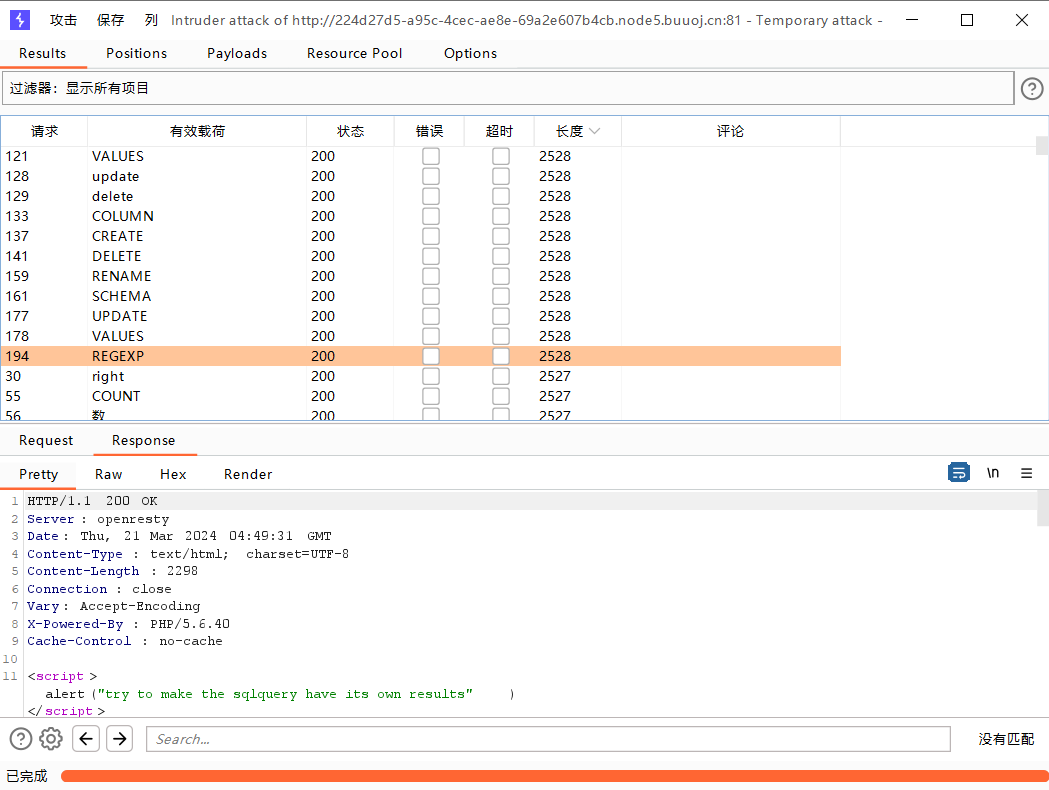 攻击 保存 列 Intruder attack of http://224d27d5-a95c-4cec-ae8e-69a2e607b4cb.node5.buuoj.cn:81 - Temporary attack -
Results Positions Payloads Resource Pool Options
过滤器: 显示所有项目 ?
请求 有效载荷 状态 错误 超时 长度 评论
121 VALUES 200 2528
128 update 200 2528
129 delete 200 2528
133 COLUMN 200 2528
137 CREATE 200 2528
141 DELETE 200 2528
159 RENAME 200 2528
161 SCHEMA 200 2528
177 UPDATE 200 2528
178 VALUES 200 2528
194 REGEXP 200 2528
30 right 200 2527
55 COUNT 200 2527
56 数 200 2527
Request Response
Pretty Raw Hex Render \n
1 HTTP/1.1 200 OK
2 Server : openresty
3 Date : Thu, 21 Mar 2024 04:49:31 GMT
4 Content-Type : text/html; charset=UTF-8
5 Content-Length : 2298
6 Connection : close
7 Vary : Accept-Encoding
8 X-Powered-By : PHP/5.6.40
9 Cache-Control : no-cache
10
11 <script >
alert ("try to make the sqlquery have its own results" )
</script >
? Search... 没有匹配
已完成